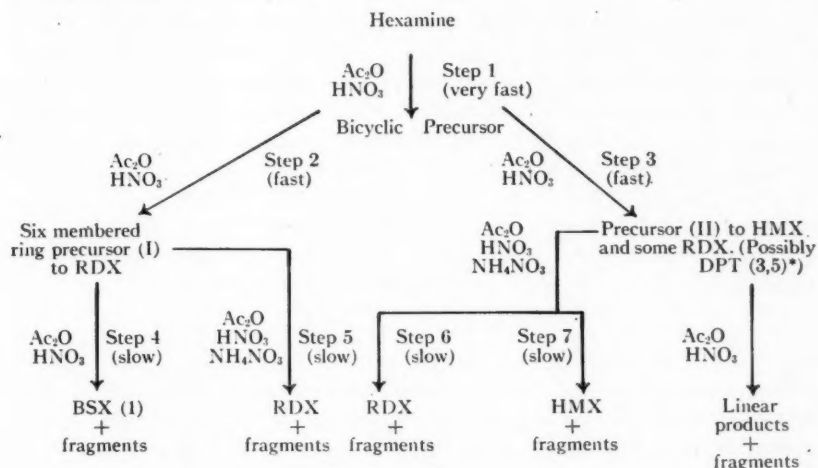 Hexamine
Ac₂O
HNO₃
Step 1
(very fast)
Bicyclic Precursor
Ac₂O
HNO₃
Step 2
(fast)
Ac₂O
HNO₃
Step 3
(fast).
Six membered
ring precursor (I)
to RDX
Ac₂O
HNO₃
NH₄NO₃
Precursor (II) to HMX
and some RDX. (Possibly
DPT (3,5)*)
Ac₂O
HNO₃
Step 4
(slow)
Ac₂O
HNO₃
NH₄NO₃
Step 5
(slow)
Step 6
(slow)
Step 7
(slow)
Ac₂O
HNO₃
BSX (1)
+
fragments
RDX
+
fragments
RDX
+
fragments
HMX
+
fragments
Linear
products
+
fragments